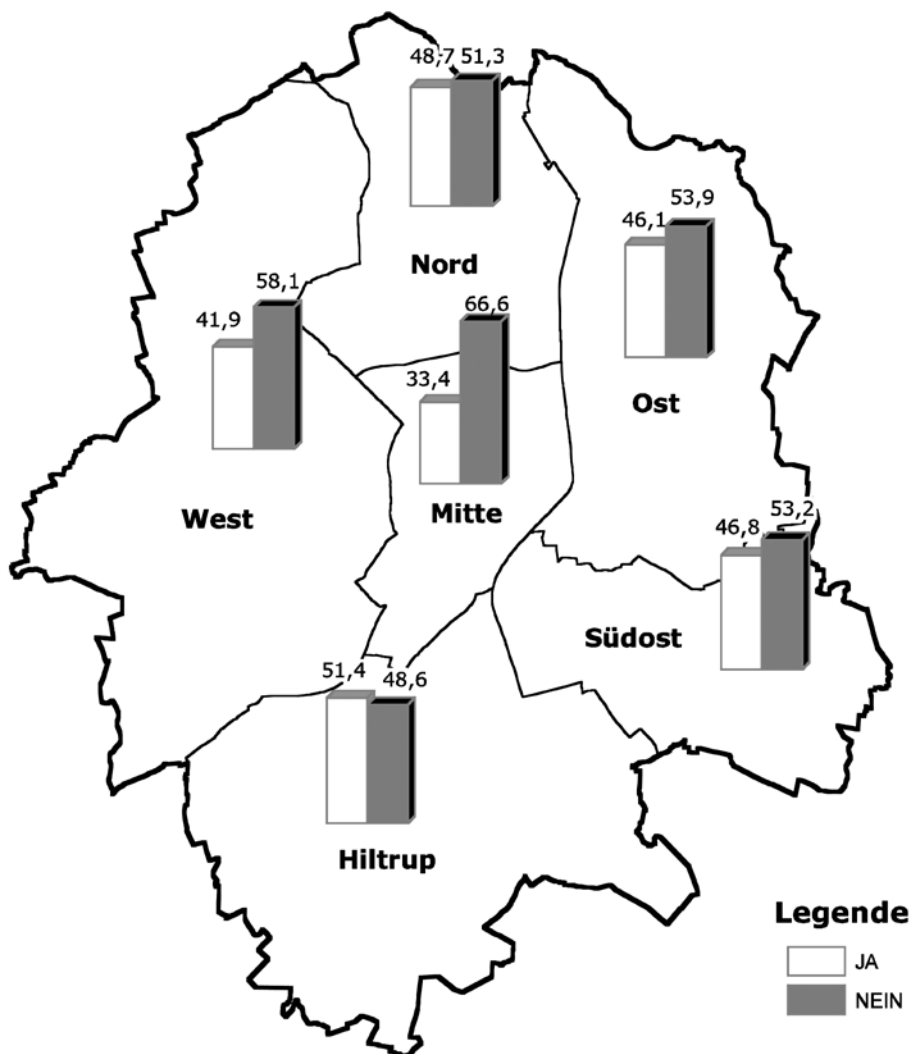 48,7 51,3
Nord
46,1 53,9
Ost
41,9 58,1
West
33,4 66,6
Mitte
46,8 53,2
Südost
51,4 48,6
Hiltrup
Legende
JA
NEIN